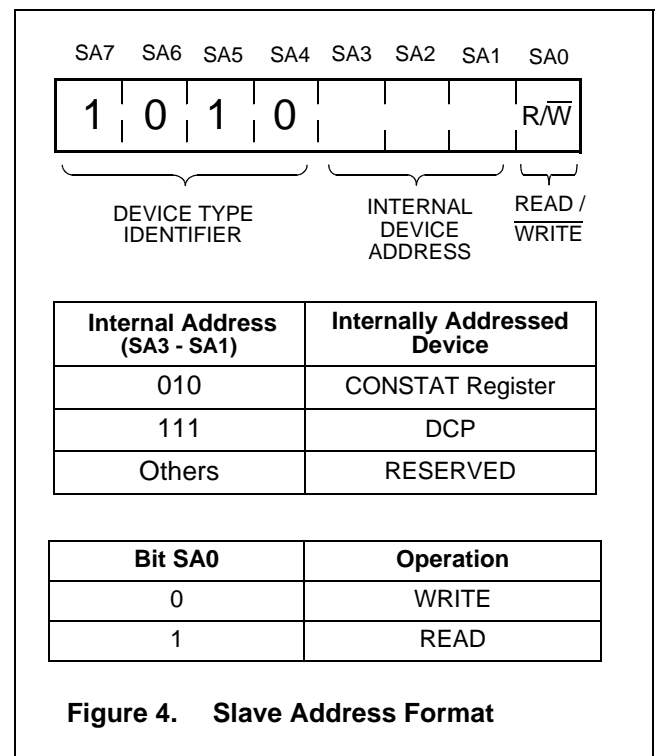 SA7 SA6 SA5 SA4 SA3 SA2 SA1 SA0
1 0 1 0 R/W̅
DEVICE TYPE IDENTIFIER
INTERNAL DEVICE ADDRESS
READ / W̅R̅I̅T̅E̅
Internal Address (SA3 - SA1) Internally Addressed Device
010 CONSTAT Register
111 DCP
Others RESERVED
Bit SA0 Operation
0 WRITE
1 READ
Figure 4. Slave Address Format